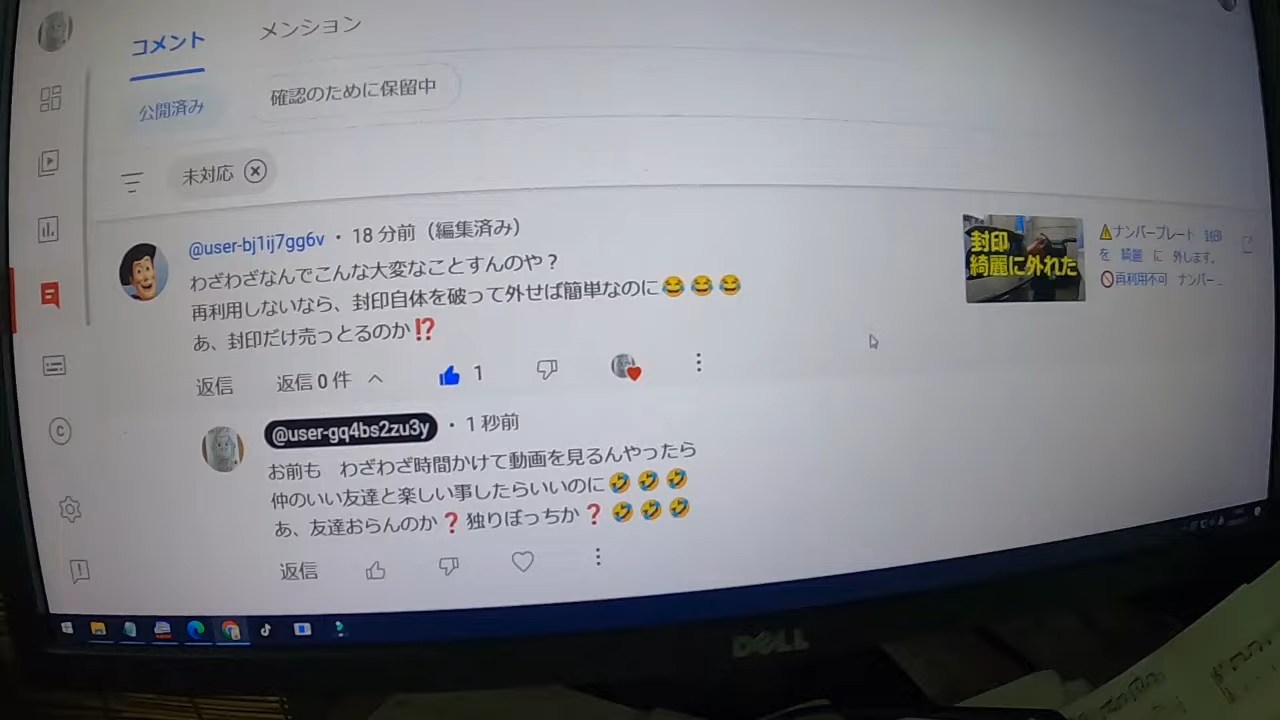 コメント
メンション
公開済み
確認のために保留中
未対応
@user-bj1ij7gg6v ・ 18 分前（編集済み）
わざわざなんでこんな大変なことすんのや？
再利用しないなら、封印自体を破って外せば簡単なのに😂😂😂
あ、封印だけ売っとるのか⁉️
返信
返信 0 件
1
封印
綺麗に外れた
⚠️ナンバープレート 封印
を 綺麗 に 外します。
🚫再利用不可 ナンバー...
@user-gq4bs2zu3y ・ 1 秒前
お前も　わざわざ時間かけて動画を見るんやったら
仲のいい友達と楽しい事したらいいのに🤣🤣🤣
あ、友達おらんのか❓独りぼっちか❓🤣🤣🤣
返信
DELL